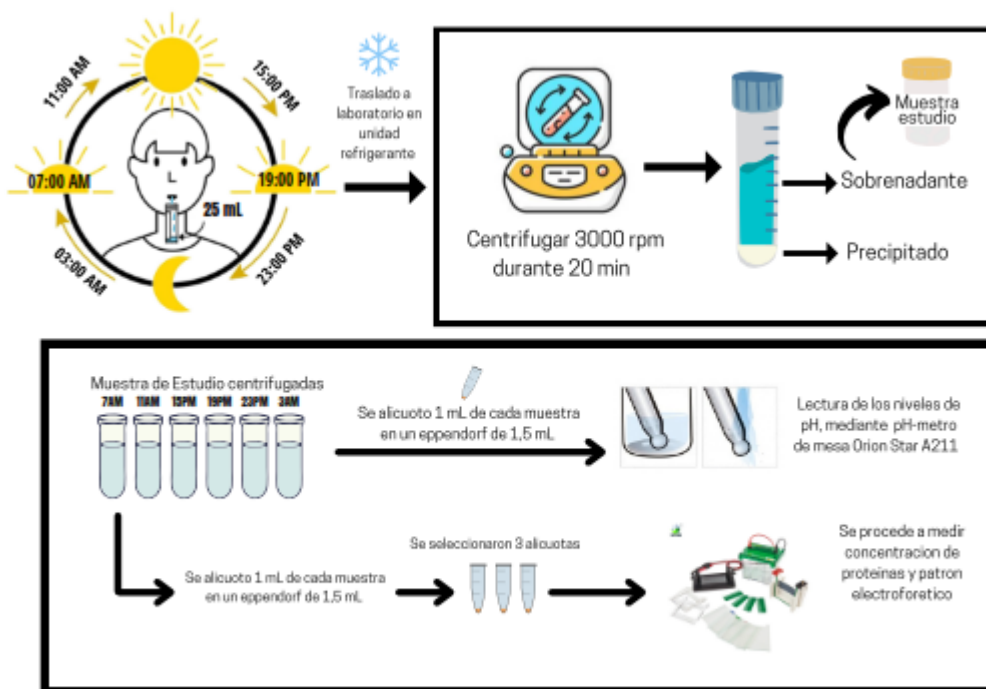 11:00 AM
15:00 PM
07:00 AM
19:00 PM
25 mL
03:00 AM
23:00 PM
Traslado a
laboratorio en
unidad
refrigerante
Centrifugar 3000 rpm
durante 20 min
Muestra
estudio
Sobrenadante
Precipitado
Muestra de Estudio centrifugadas
7AM 11AM 15PM 19PM 23PM 3AM
Se alicuoto 1 mL de cada muestra
en un eppendorf de 1,5 mL
Lectura de los niveles de
pH, mediante pH-metro
de mesa Orion Star A211
Se alicuoto 1 mL de cada muestra
en un eppendorf de 1,5 mL
Se seleccionaron 3 alicuotas
Se procede a medir
concentracion de
proteinas y patron
electroforetico